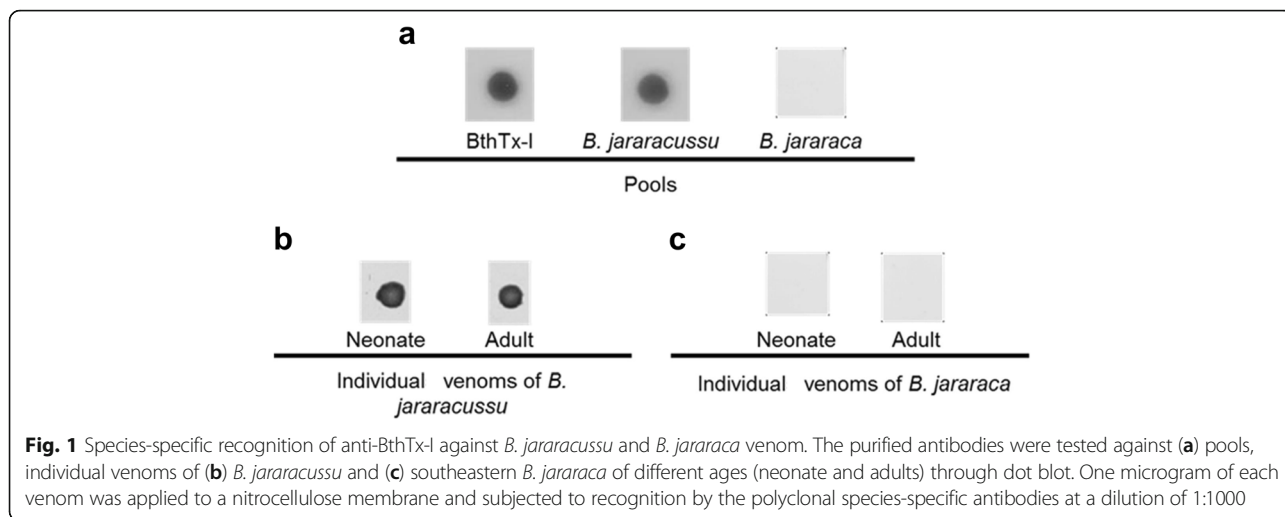 a
BthTx-I B. jararacussu B. jararaca
Pools
b
Neonate Adult
Individual venoms of B.
jararacussu
c
Neonate Adult
Individual venoms of B. jararaca
Fig. 1 Species-specific recognition of anti-BthTx-I against B. jararacussu and B. jararaca venom. The purified antibodies were tested against (a) pools,
individual venoms of (b) B. jararacussu and (c) southeastern B. jararaca of different ages (neonate and adults) through dot blot. One microgram of each
venom was applied to a nitrocellulose membrane and subjected to recognition by the polyclonal species-specific antibodies at a dilution of 1:1000